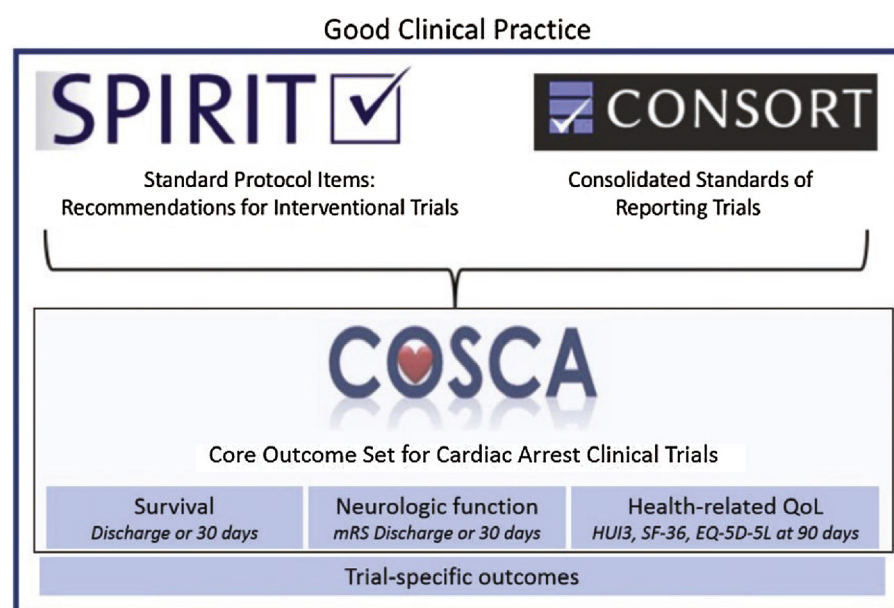 Good Clinical Practice
SPIRIT
CONSORT
Standard Protocol Items:
Recommendations for Interventional Trials
Consolidated Standards of
Reporting Trials
COSCA
Core Outcome Set for Cardiac Arrest Clinical Trials
Survival
Discharge or 30 days
Neurologic function
mRS Discharge or 30 days
Health-related QoL
HUI3, SF-36, EQ-5D-5L at 90 days
Trial-specific outcomes